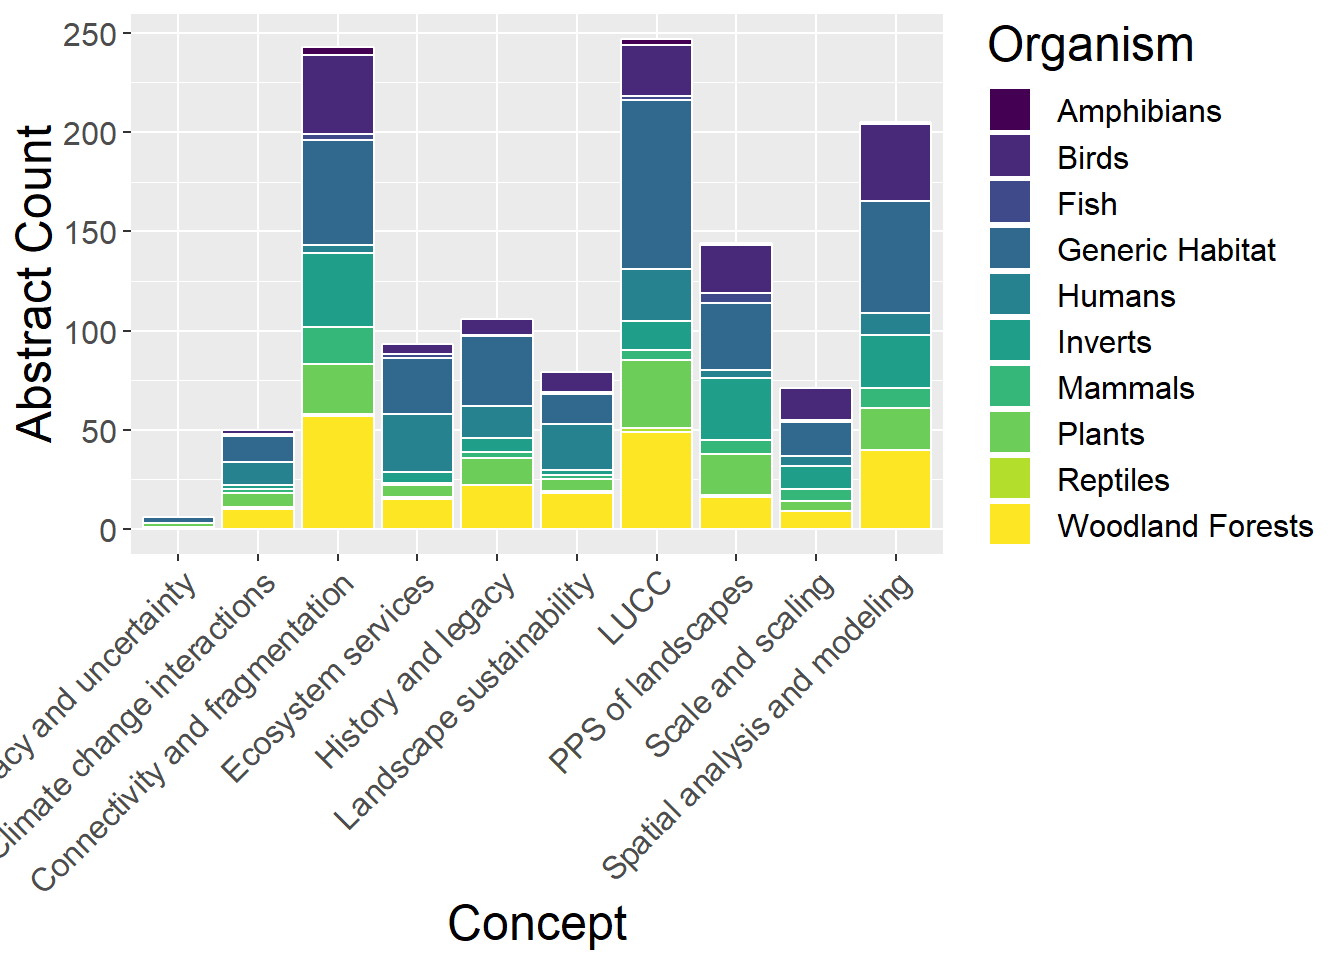 Abstract Count
250
200
150
100
50
0
and uncertainty
change interactions
Connectivity and fragmentation
Ecosystem services
History and legacy
Landscape sustainability
LUCC
PPS of landscapes
Scale and scaling
Spatial analysis and modeling
Concept
Organism
Amphibians
Birds
Fish
Generic Habitat
Humans
Inverts
Mammals
Plants
Reptiles
Woodland Forests